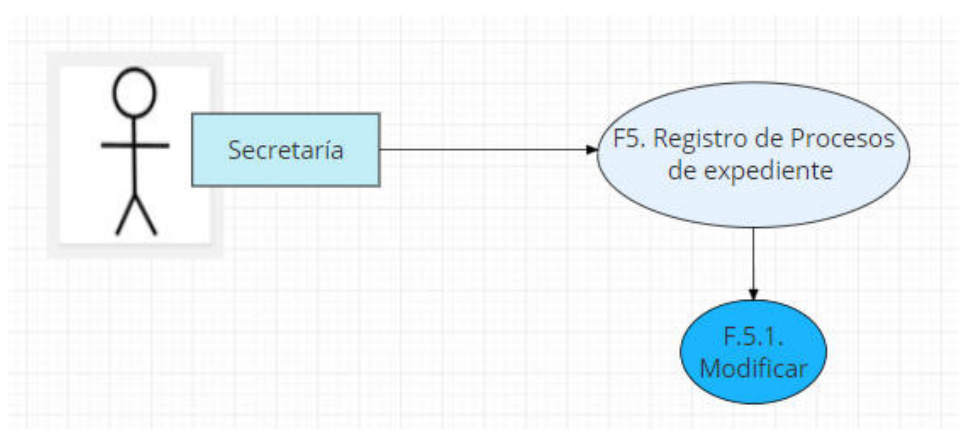 Secretaría
F5. Registro de Procesos
de expediente
F.5.1.
Modificar